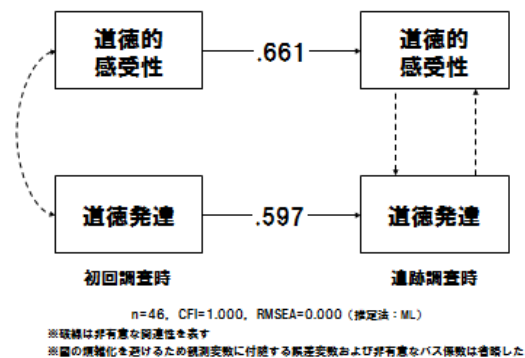 道徳的
感受性
.661
道徳的
感受性
道徳発達
.597
道徳発達
初回調査時
追跡調査時
n=46, CFI=1.000, RMSEA=0.000（推定法：ML）
※破線は非有意な関連性を表す
※図の煩雑化を避けるため観測変数に付随する誤差変数および非有意なパス係数は省略した